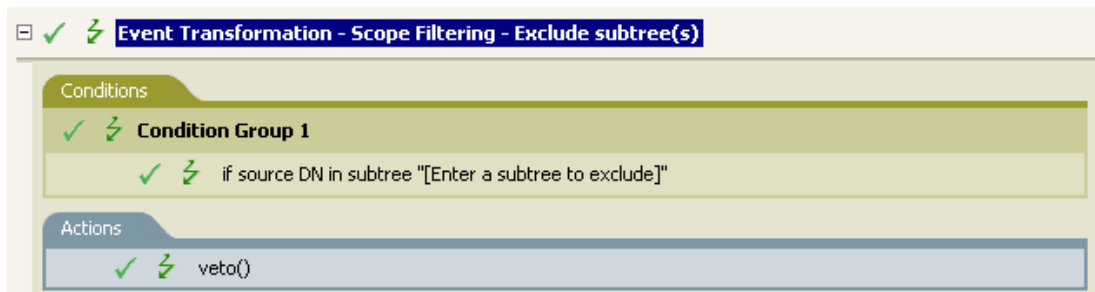 Event Transformation - Scope Filtering - Exclude subtree(s)
Conditions
Condition Group 1
if source DN in subtree "[Enter a subtree to exclude]"
Actions
veto()